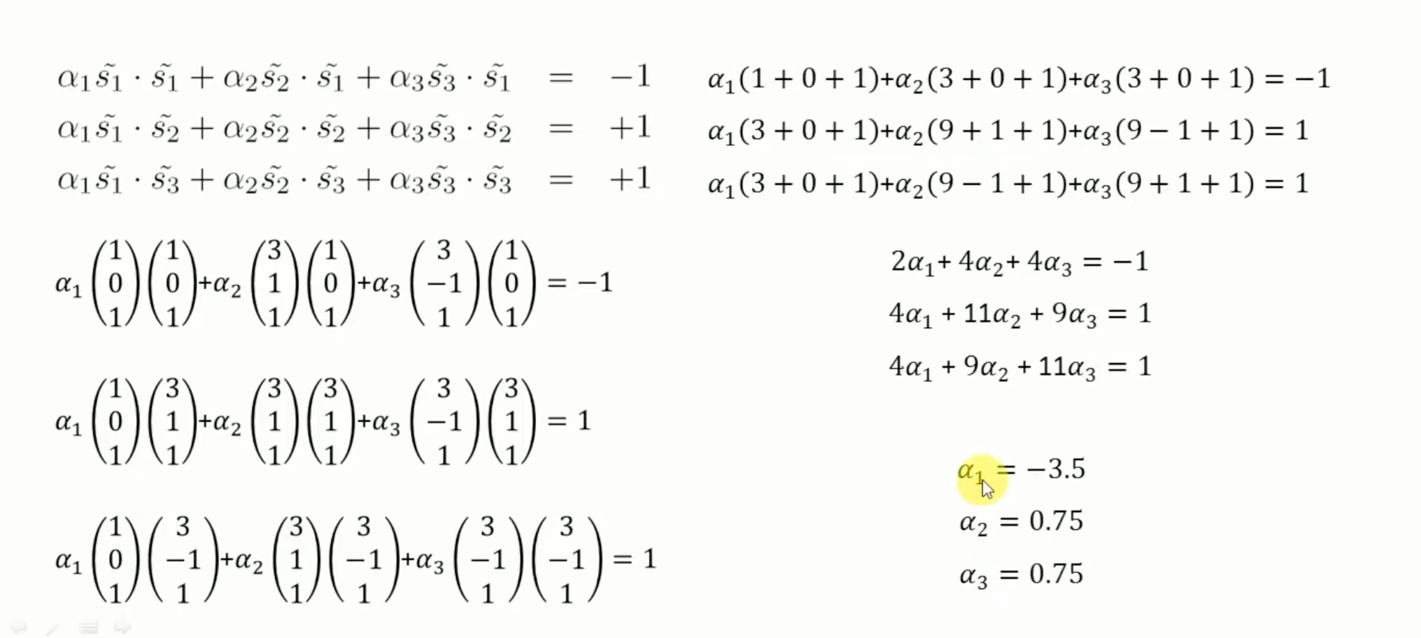 α₁s̃₁ · s̃₁ + α₂s̃₂ · s̃₁ + α₃s̃₃ · s̃₁ = −1
α₁s̃₁ · s̃₂ + α₂s̃₂ · s̃₂ + α₃s̃₃ · s̃₂ = +1
α₁s̃₁ · s̃₃ + α₂s̃₂ · s̃₃ + α₃s̃₃ · s̃₃ = +1
α₁(1 0 1)(1 0 1)+α₂(3 1 1)(1 0 1)+α₃(3 −1 1)(1 0 1) = −1
α₁(1 0 1)(3 1 1)+α₂(3 1 1)(3 1 1)+α₃(3 −1 1)(3 1 1) = 1
α₁(1 0 1)(3 −1 1)+α₂(3 1 1)(3 −1 1)+α₃(3 −1 1)(3 −1 1) = 1
α₁(1 + 0 + 1)+α₂(3 + 0 + 1)+α₃(3 + 0 + 1) = −1
α₁(3 + 0 + 1)+α₂(9 + 1 + 1)+α₃(9 − 1 + 1) = 1
α₁(3 + 0 + 1)+α₂(9 − 1 + 1)+α₃(9 + 1 + 1) = 1
2α₁+ 4α₂+ 4α₃ = −1
4α₁ + 11α₂ + 9α₃ = 1
4α₁ + 9α₂ + 11α₃ = 1
α₁ = −3.5
α₂ = 0.75
α₃ = 0.75